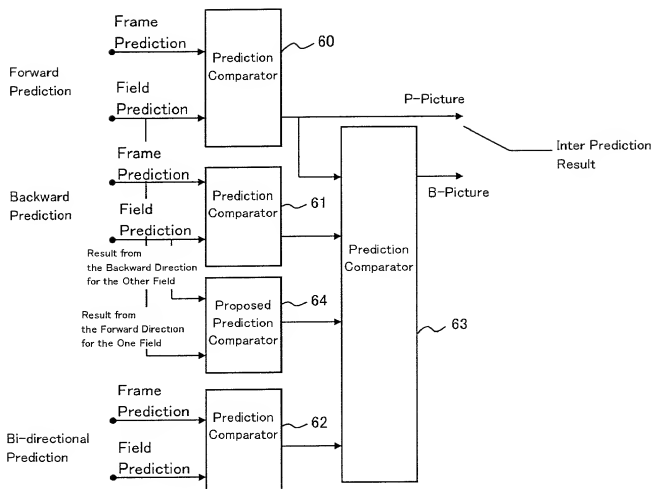 Frame
Prediction
60
Prediction
Comparator
Forward
Prediction
Field
Prediction
P-Picture
Inter Prediction
Result
Frame
Prediction
B-Picture
Backward
Prediction
Prediction
Comparator
61
Field
Prediction
Prediction
Comparator
Result from
the Backward Direction
for the Other Field
64
Proposed
Prediction
Comparator
Result from
the Forward Direction
for the One Field
63
Frame
Prediction
Prediction
Comparator
62
Bi-directional
Prediction
Field
Prediction